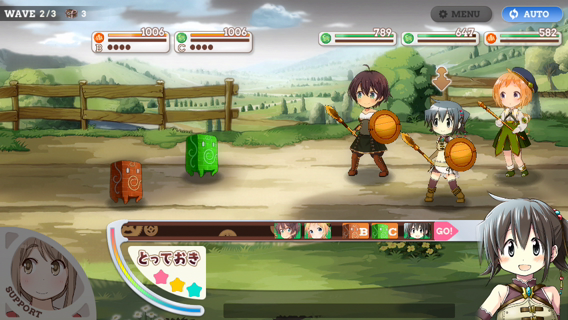 WAVE 2/3 3
MENU
AUTO
1006
B
1006
C
789
647
582
B
C
GO!
とっておき
SUPPORT